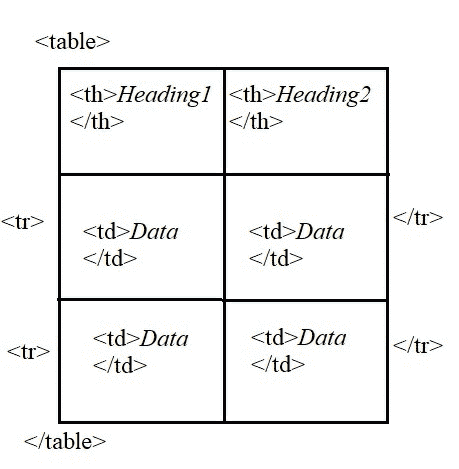 <table>
<th>Heading1 <th>Heading2
</th> </th>
<tr> <td>Data <td>Data </tr>
</td> </td>
<tr> <td>Data <td>Data </tr>
</td> </td>
</table>